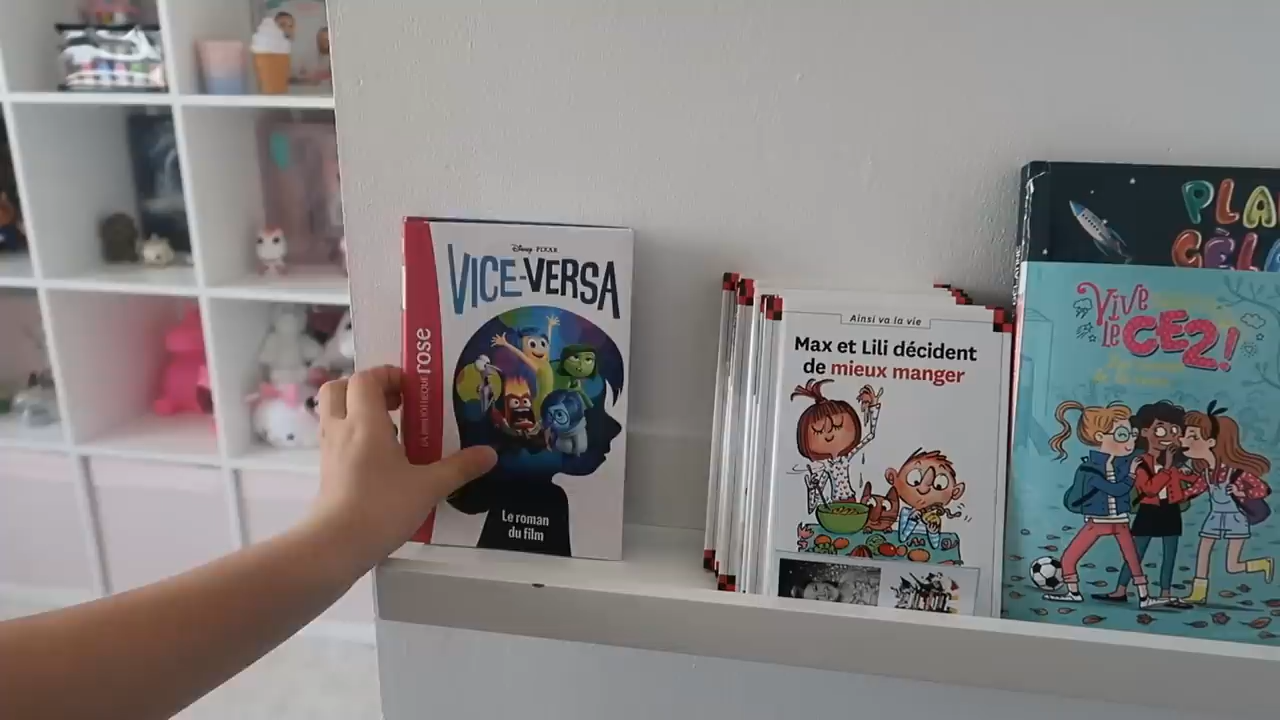 Disney PIXAR
VICE-VERSA
LA BIBLIOTHÈQUE rose
Le roman
du film
Ainsi va la vie
Max et Lili décident
de mieux manger
Vive
le CE2!